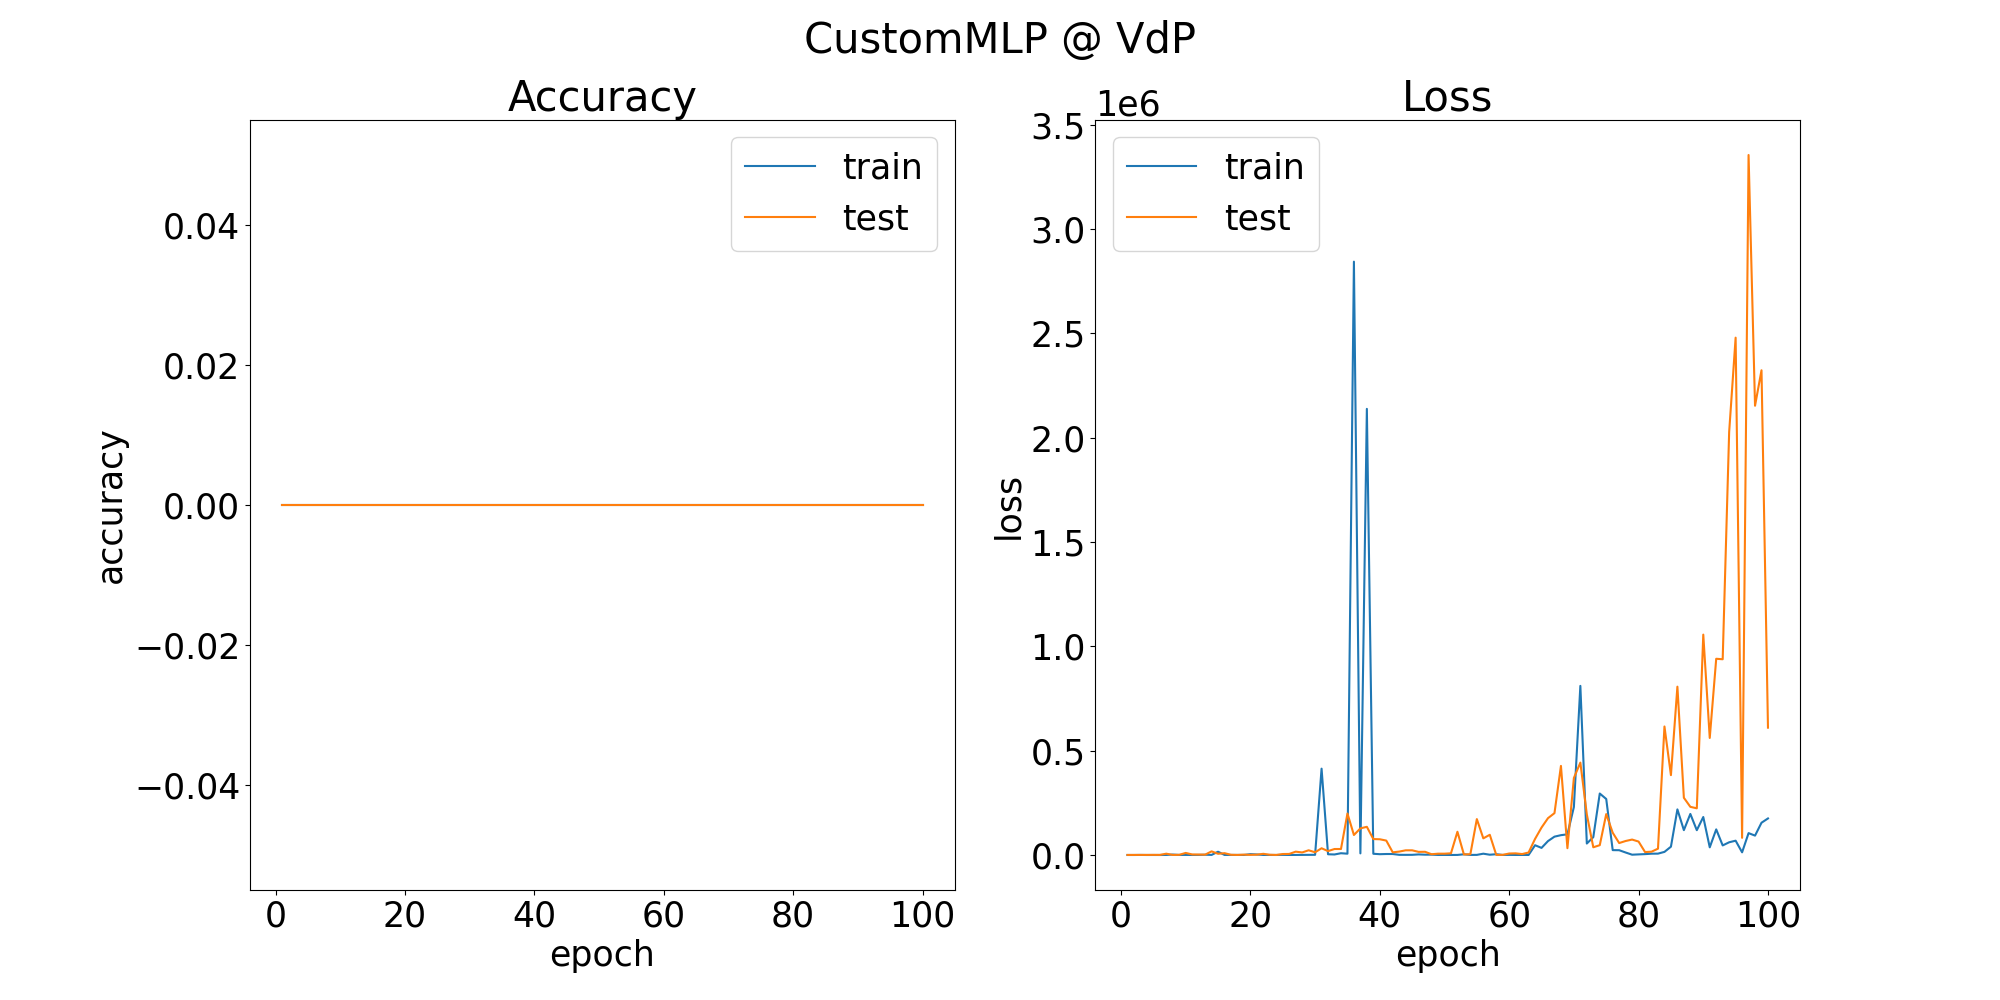 CustomMLP @ VdP
Accuracy
train
test
0.04
0.02
0.00
−0.02
−0.04
accuracy
0 20 40 60 80 100
epoch
Loss
1e6
train
test
3.5
3.0
2.5
2.0
1.5
1.0
0.5
0.0
loss
0 20 40 60 80 100
epoch